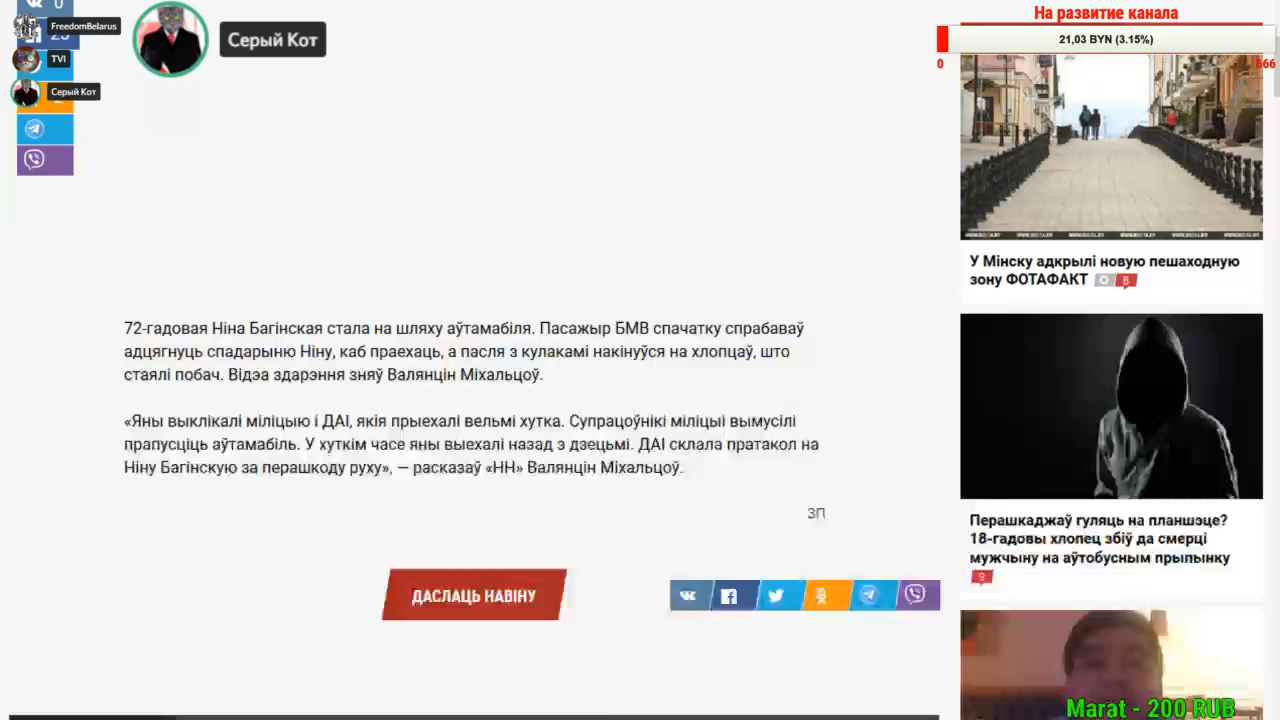 0
FreedomBelarus
TVI
Серый Кот
Серый Кот
На развитие канала
21,03 BYN (3.15%)
0
666
У Мінску адкрылі новую пешаходную
зону ФОТАФАКТ 8
72-гадовая Ніна Багінская стала на шляху аўтамабіля. Пасажыр БМВ спачатку спрабаваў
адцягнуць спадарыню Ніну, каб праехаць, а пасля з кулакамі накінуўся на хлопцаў, што
стаялі побач. Відэа здарэння зняў Валянцін Міхальцоў.
«Яны выклікалі міліцыю і ДАІ, якія прыехалі вельмі хутка. Супрацоўнікі міліцыі вымусілі
прапусціць аўтамабіль. У хуткім часе яны выехалі назад з дзецьмі. ДАІ склала пратакол на
Ніну Багінскую за перашкоду руху», — расказаў «НН» Валянцін Міхальцоў.
ЗП
ДАСЛАЦЬ НАВІНУ
Перашкаджаў гуляць на планшэце?
18-гадовы хлопец збіў да смерці
мужчыну на аўтобусным прыпынку
9
Marat - 200 RUB